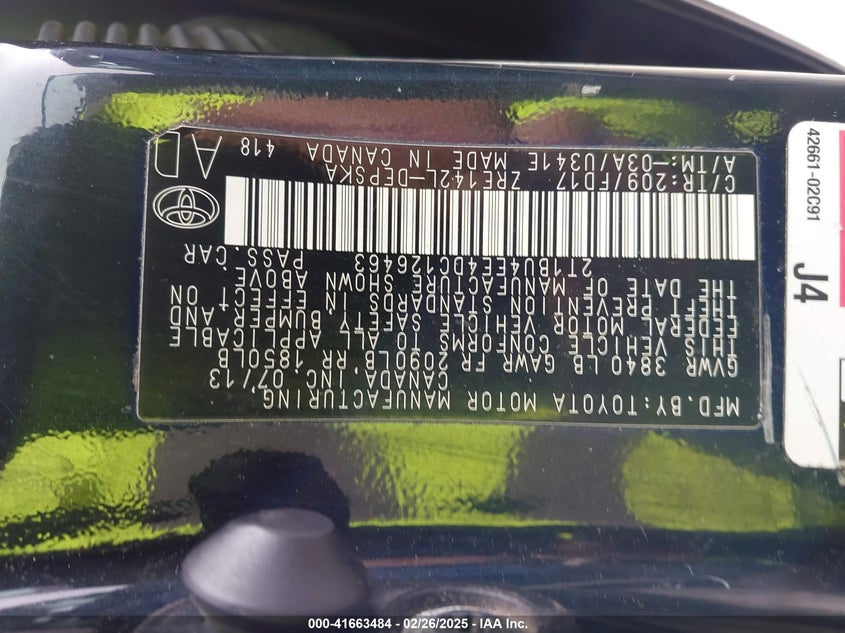 MFD. BY: TOYOTA MOTOR MANUFACTURING,
CANADA, INC. 07/13
GVWR 3840 LB GAWR FR 2090LB RR 1850LB
THIS VEHICLE CONFORMS TO ALL APPLICABLE
FEDERAL MOTOR VEHICLE SAFETY, BUMPER, AND
THEFT PREVENTION STANDARDS IN EFFECT ON
THE DATE OF MANUFACTURE SHOWN ABOVE.
2T1BU4EE4DC126463 PASS. CAR
C/TR: 209/FD17 ZRE142L-DEPSKA
A/TM: -03A/U341E MADE IN CANADA 418
AD
42661-02C91
J4
000-41663484 - 02/26/2025 - IAA Inc.